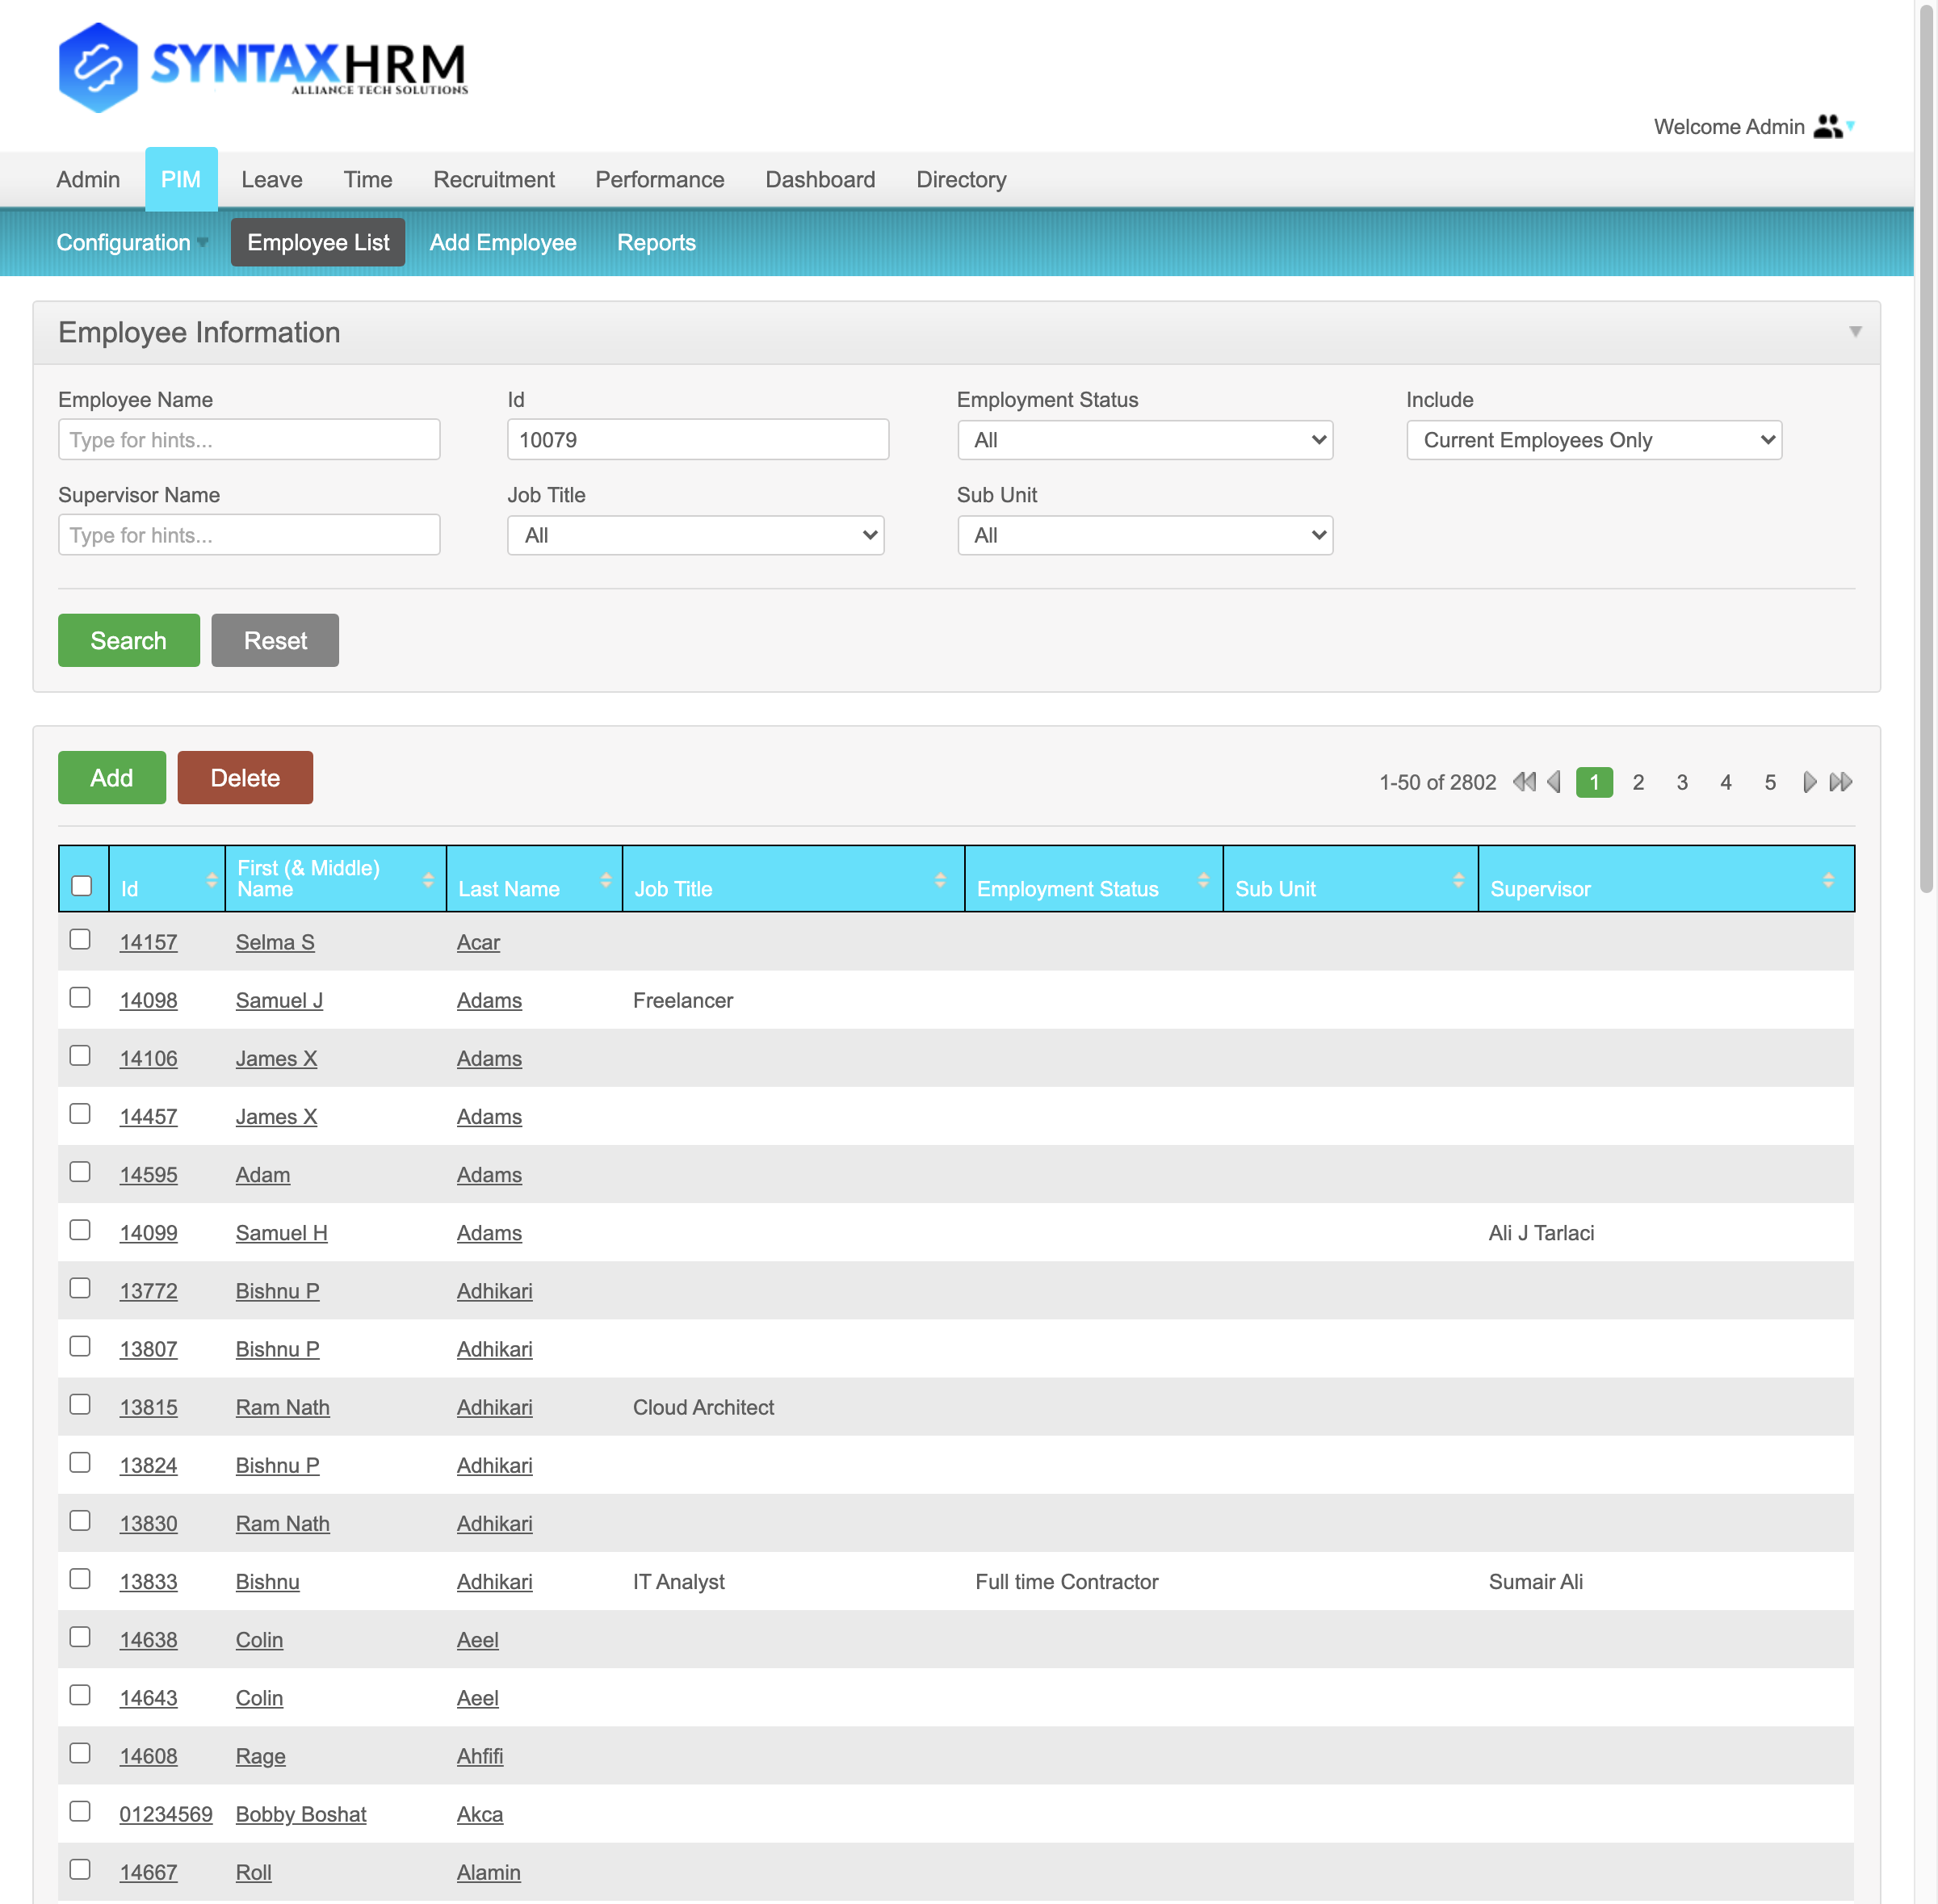 SYNTAXHRM
ALLIANCE TECH SOLUTIONS
Welcome Admin
Admin PIM Leave Time Recruitment Performance Dashboard Directory
Configuration Employee List Add Employee Reports
Employee Information
Employee Name Id Employment Status Include
Type for hints... 10079 All Current Employees Only
Supervisor Name Job Title Sub Unit
Type for hints... All All
Search Reset
Add Delete 1-50 of 2802 1 2 3 4 5
Id First (& Middle) Name Last Name Job Title Employment Status Sub Unit Supervisor
14157 Selma S Acar
14098 Samuel J Adams Freelancer
14106 James X Adams
14457 James X Adams
14595 Adam Adams
14099 Samuel H Adams Ali J Tarlaci
13772 Bishnu P Adhikari
13807 Bishnu P Adhikari
13815 Ram Nath Adhikari Cloud Architect
13824 Bishnu P Adhikari
13830 Ram Nath Adhikari
13833 Bishnu Adhikari IT Analyst Full time Contractor Sumair Ali
14638 Colin Aeel
14643 Colin Aeel
14608 Rage Ahfifi
01234569 Bobby Boshat Akca
14667 Roll Alamin